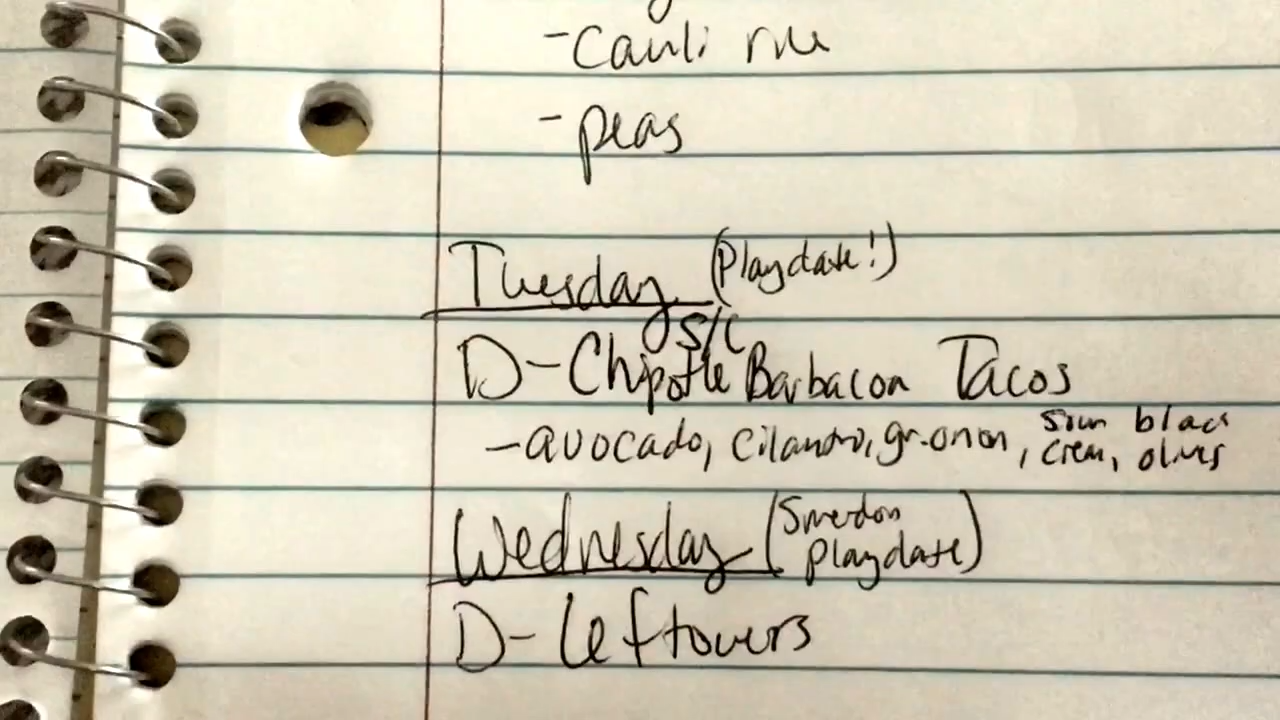 - cauli rice
- peas
Tuesday (Playdate!)
S/C
D - Chipotle Barbacoa Tacos
- avocado, cilantro, gr. onion, sour cream, black olives
Wednesday (Playdate)
D - Leftovers